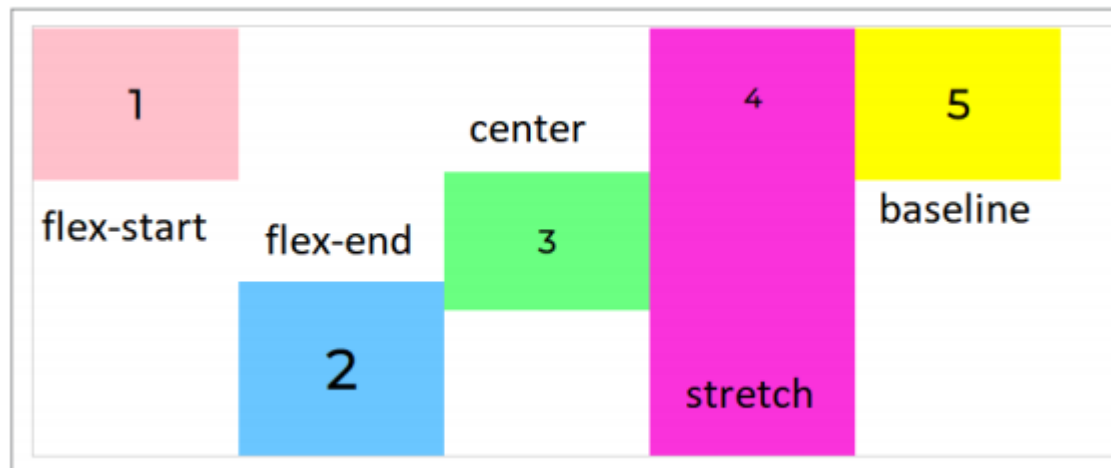 1
flex-start
flex-end
2
center
3
4
stretch
5
baseline